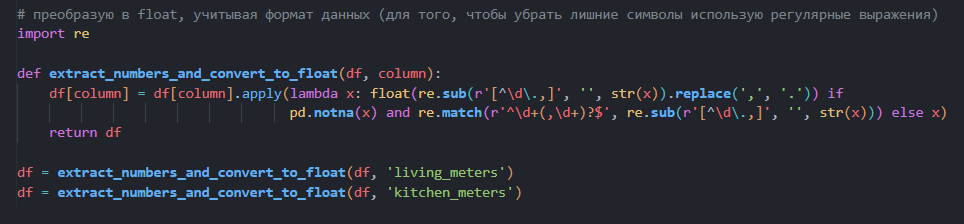 # преобразую в float, учитывая формат данных (для того, чтобы убрать лишние символы использую регулярные выражения)
import re
def extract_numbers_and_convert_to_float(df, column):
    df[column] = df[column].apply(lambda x: float(re.sub(r'[^\d\.,]', '', str(x)).replace(',', '.')) if
                                  pd.notna(x) and re.match(r'^\d+(,\d+)?$', re.sub(r'[^\d\.,]', '', str(x))) else x)
    return df
df = extract_numbers_and_convert_to_float(df, 'living_meters')
df = extract_numbers_and_convert_to_float(df, 'kitchen_meters')